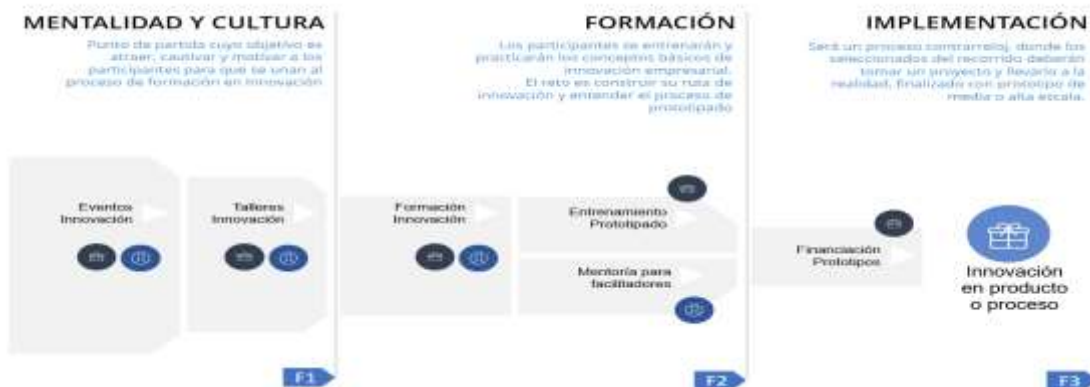 MENTALIDAD Y CULTURA
Punto de partida cuyo objetivo es
atraer, cautivar y motivar a los
participantes para que se unan al
proceso de formación en Innovación
FORMACIÓN
Los participantes se entrenarán y
practicarán los conceptos básicos de
innovación empresarial.
El reto es construir su ruta de
innovación y entender el proceso de
prototipado
IMPLEMENTACIÓN
Será un proceso contrarreloj, donde los
seleccionados del recorrido deberán
tomar un proyecto y llevarlo a la
realidad, finalizado con prototipo de
media o alta escala.
Eventos
Innovación
Talleres
Innovación
Formación
Innovación
Entrenamiento
Prototipado
Mentoría para
facilitadores
Financiación
Prototipos
Innovación
en producto
o proceso
F1
F2
F3